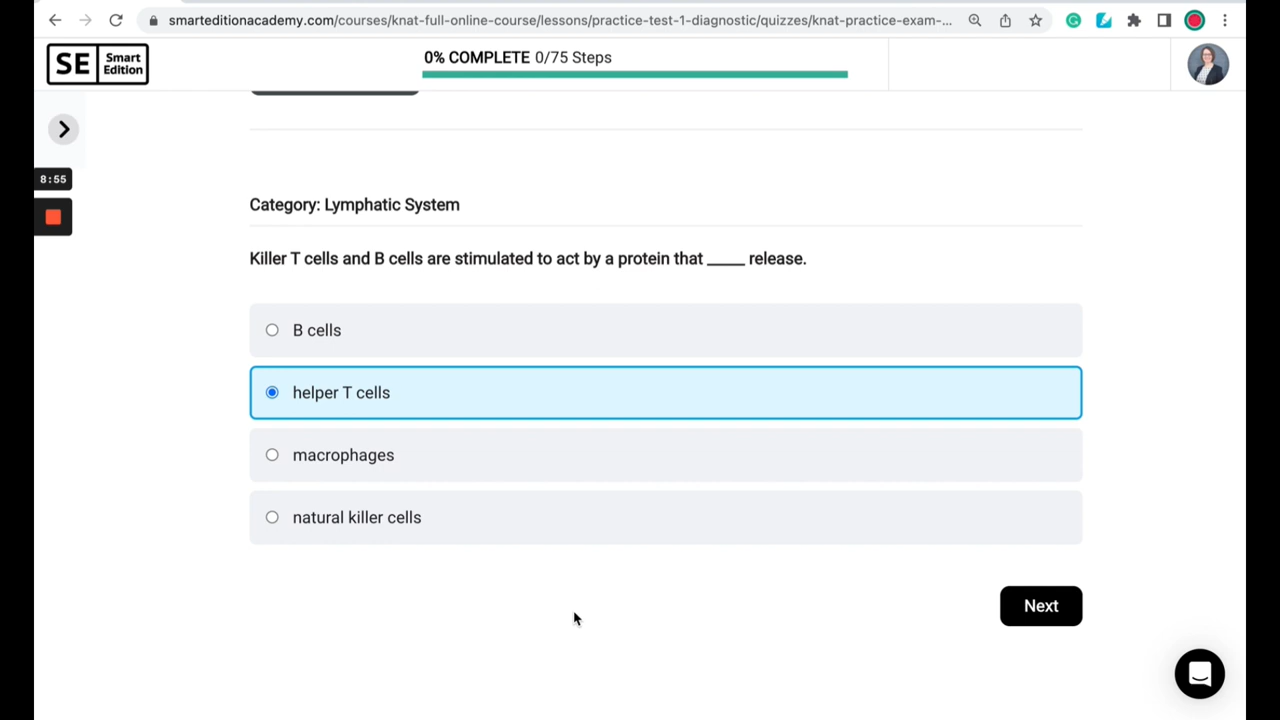 smarteditionacademy.com/courses/knat-full-online-course/lessons/practice-test-1-diagnostic/quizzes/knat-practice-exam-...
SE Smart
Edition
0% COMPLETE 0/75 Steps
8:55
Category: Lymphatic System
Killer T cells and B cells are stimulated to act by a protein that _____ release.
B cells
helper T cells
macrophages
natural killer cells
Next